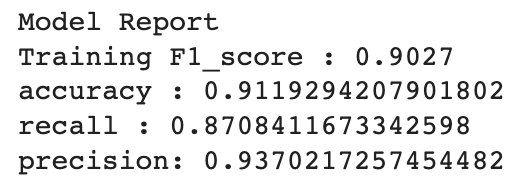 Model Report
Training F1_score : 0.9027
accuracy : 0.9119294207901802
recall : 0.8708411673342598
precision: 0.9370217257454482